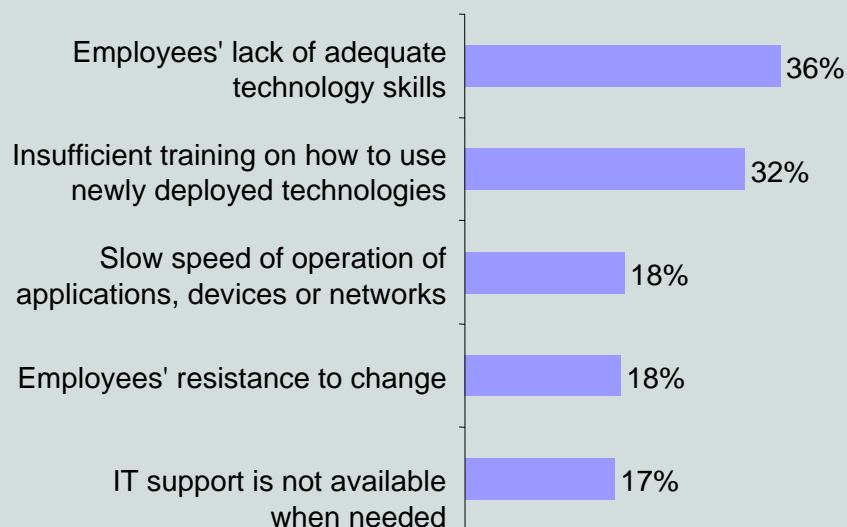 Employees' lack of adequate
technology skills
36%
Insufficient training on how to use
newly deployed technologies
32%
Slow speed of operation of
applications, devices or networks
18%
Employees' resistance to change
18%
IT support is not available
when needed
17%